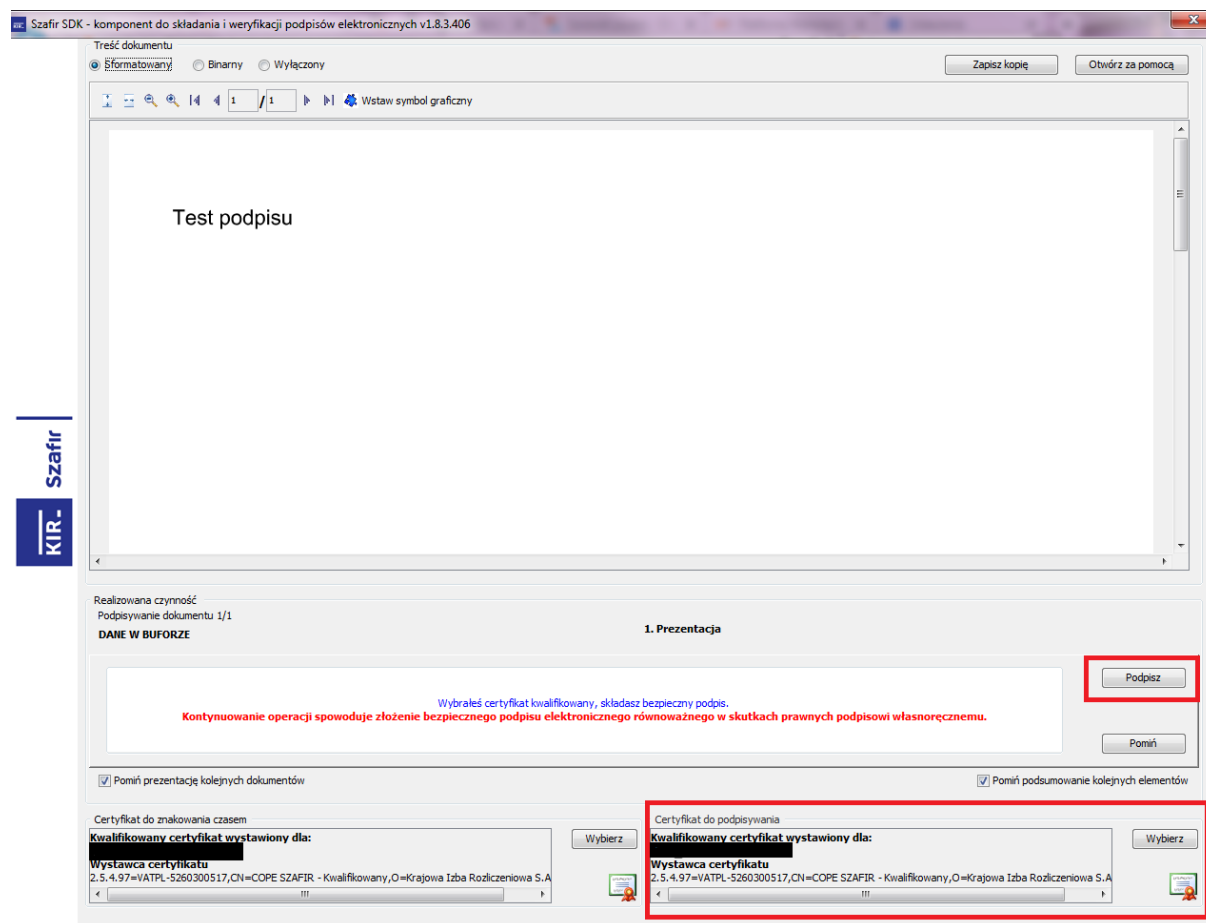 Szafir SDK - komponent do składania i weryfikacji podpisów elektronicznych v1.8.3.406
Treść dokumentu
Sformatowany Binarny Wyłączony Zapisz kopię Otwórz za pomocą
1 / 1 Wstaw symbol graficzny
Test podpisu
Szafir
KIR.
Realizowana czynność
Podpisywanie dokumentu 1/1
DANE W BUFORZE
1. Prezentacja
Podpisz
Wybrałeś certyfikat kwalifikowany, składasz bezpieczny podpis.
Kontynuowanie operacji spowoduje złożenie bezpiecznego podpisu elektronicznego równoważnego w skutkach prawnych podpisowi własnoręcznemu.
Pomiń
Pomiń prezentację kolejnych dokumentów Pomiń podsumowanie kolejnych elementów
Certyfikat do znakowania czasem
Kwalifikowany certyfikat wystawiony dla: Wybierz
Wystawca certyfikatu
2.5.4.97=VATPL-5260300517,CN=COPE SZAFIR - Kwalifikowany,O=Krajowa Izba Rozliczeniowa S.A
Certyfikat do podpisywania
Kwalifikowany certyfikat wystawiony dla: Wybierz
Wystawca certyfikatu
2.5.4.97=VATPL-5260300517,CN=COPE SZAFIR - Kwalifikowany,O=Krajowa Izba Rozliczeniowa S.A